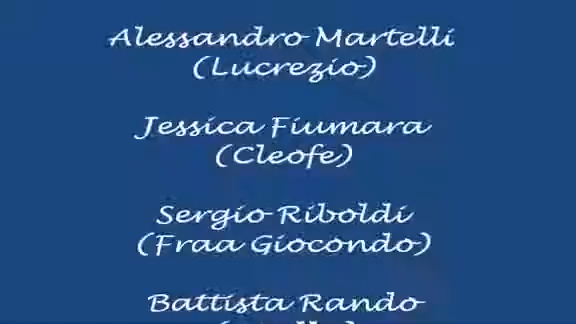 Alessandro Martelli
(Lucrezio)
Jessica Fiumara
(Cleofe)
Sergio Riboldi
(Fraa Giocondo)
Battista Rando